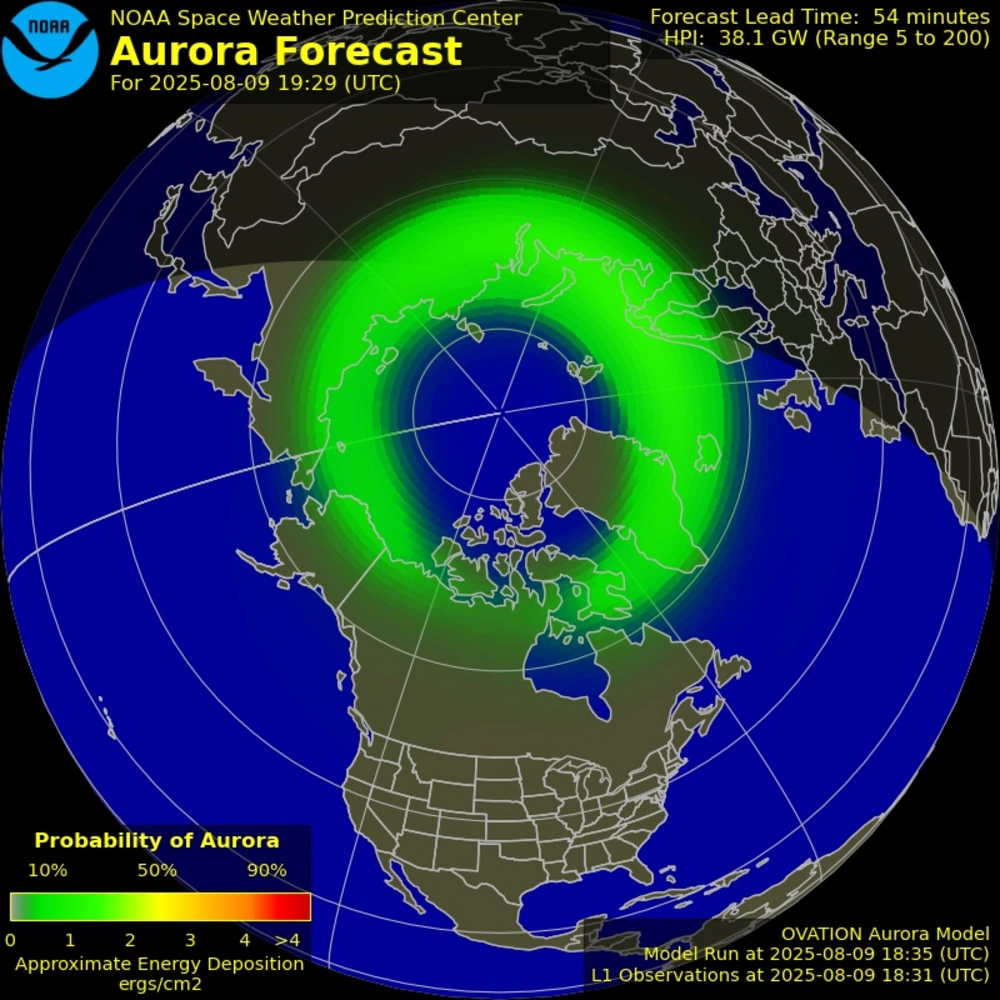 NOAA
NOAA Space Weather Prediction Center
Aurora Forecast
For 2025-08-09 19:29 (UTC)
Forecast Lead Time: 54 minutes
HPI: 38.1 GW (Range 5 to 200)
Probability of Aurora
10% 50% 90%
0 1 2 3 4 >4
Approximate Energy Deposition
ergs/cm2
OVATION Aurora Model
Model Run at 2025-08-09 18:35 (UTC)
L1 Observations at 2025-08-09 18:31 (UTC)